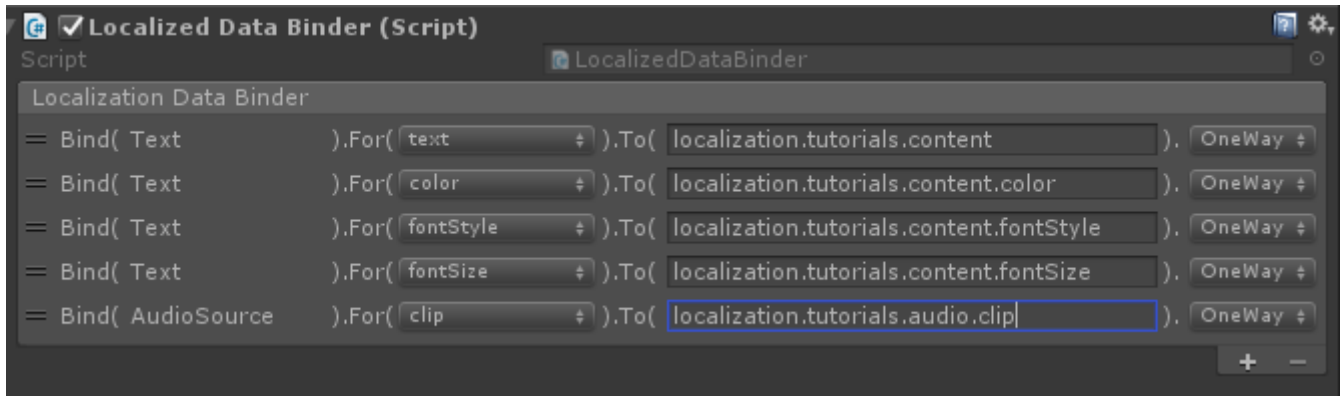 Localized Data Binder (Script)
Script LocalizedDataBinder
Localization Data Binder
= Bind( Text ).For( text ).To( localization.tutorials.content ). OneWay
= Bind( Text ).For( color ).To( localization.tutorials.content.color ). OneWay
= Bind( Text ).For( fontStyle ).To( localization.tutorials.content.fontStyle ). OneWay
= Bind( Text ).For( fontSize ).To( localization.tutorials.content.fontSize ). OneWay
= Bind( AudioSource ).For( clip ).To( localization.tutorials.audio.clip ). OneWay
+ −